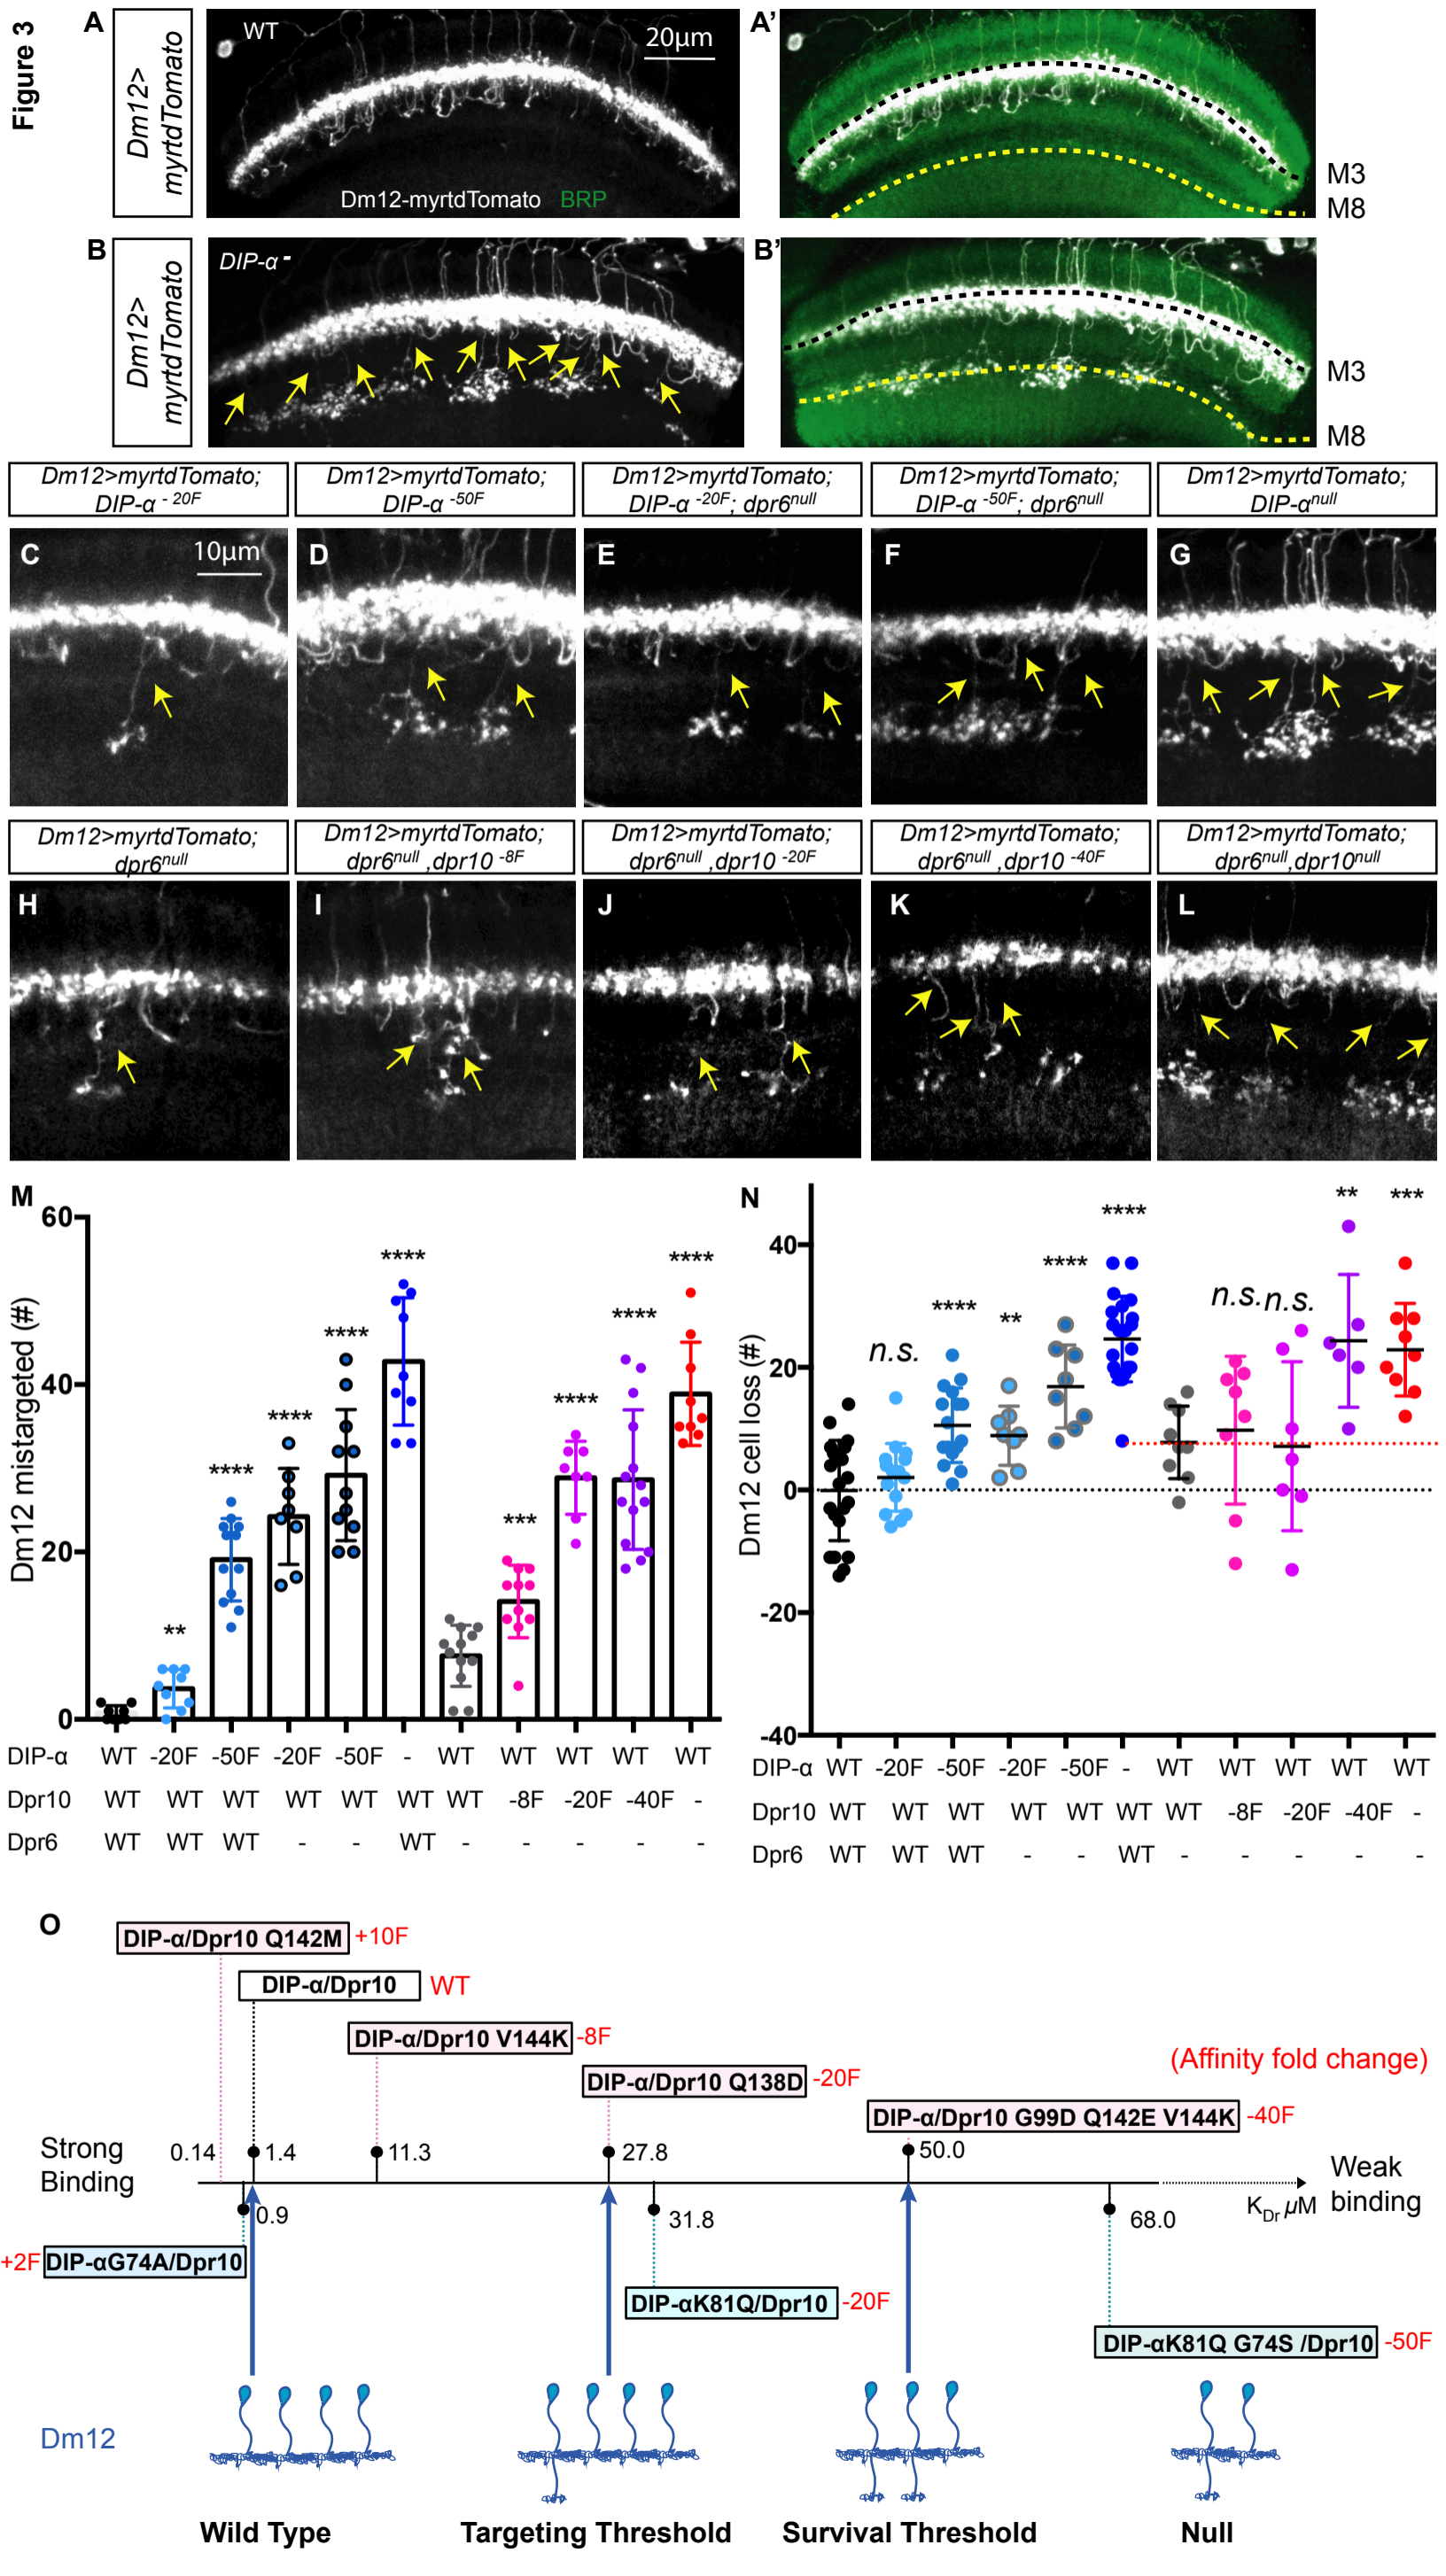 Figure 3
A
Dm12>
myrtdTomato
WT
20µm
Dm12-myrtdTomato BRP
A'
M3
M8
B
Dm12>
myrtdTomato
DIP-α -
B'
M3
M8
Dm12>myrtdTomato;
DIP-α - 20F
Dm12>myrtdTomato;
DIP-α -50F
Dm12>myrtdTomato;
DIP-α -20F; dpr6null
Dm12>myrtdTomato;
DIP-α -50F; dpr6null
Dm12>myrtdTomato;
DIP-αnull
C
10µm
D
E
F
G
Dm12>myrtdTomato;
dpr6null
Dm12>myrtdTomato;
dpr6null ,dpr10 -8F
Dm12>myrtdTomato;
dpr6null ,dpr10 -20F
Dm12>myrtdTomato;
dpr6null ,dpr10 -40F
Dm12>myrtdTomato;
dpr6null,dpr10null
H
I
J
K
L
M
Dm12 mistargeted (#)
60
40
20
0
** **** **** **** **** *** **** **** ****
DIP-α WT -20F -50F -20F -50F - WT WT WT WT WT
Dpr10 WT WT WT WT WT WT WT -8F -20F -40F -
Dpr6 WT WT WT - - WT - - - - -
N
Dm12 cell loss (#)
40
20
0
-20
-40
n.s. **** ** **** **** n.s. n.s. ** ***
DIP-α WT -20F -50F -20F -50F - WT WT WT WT WT
Dpr10 WT WT WT WT WT WT WT -8F -20F -40F -
Dpr6 WT WT WT - - WT - - - - -
O
DIP-α/Dpr10 Q142M +10F
DIP-α/Dpr10 WT
DIP-α/Dpr10 V144K -8F
(Affinity fold change)
DIP-α/Dpr10 Q138D -20F
DIP-α/Dpr10 G99D Q142E V144K -40F
Strong
Binding
0.14 1.4 11.3 27.8 50.0
Weak
binding
KDr µM
0.9 31.8 68.0
+2F DIP-αG74A/Dpr10
DIP-αK81Q/Dpr10 -20F
DIP-αK81Q G74S /Dpr10 -50F
Dm12
Wild Type
Targeting Threshold
Survival Threshold
Null